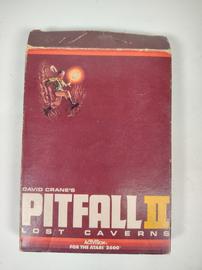 DAVID CRANE'S
PITFALL II
LOST CAVERNS
ACTIVISION
FOR THE ATARI 2600